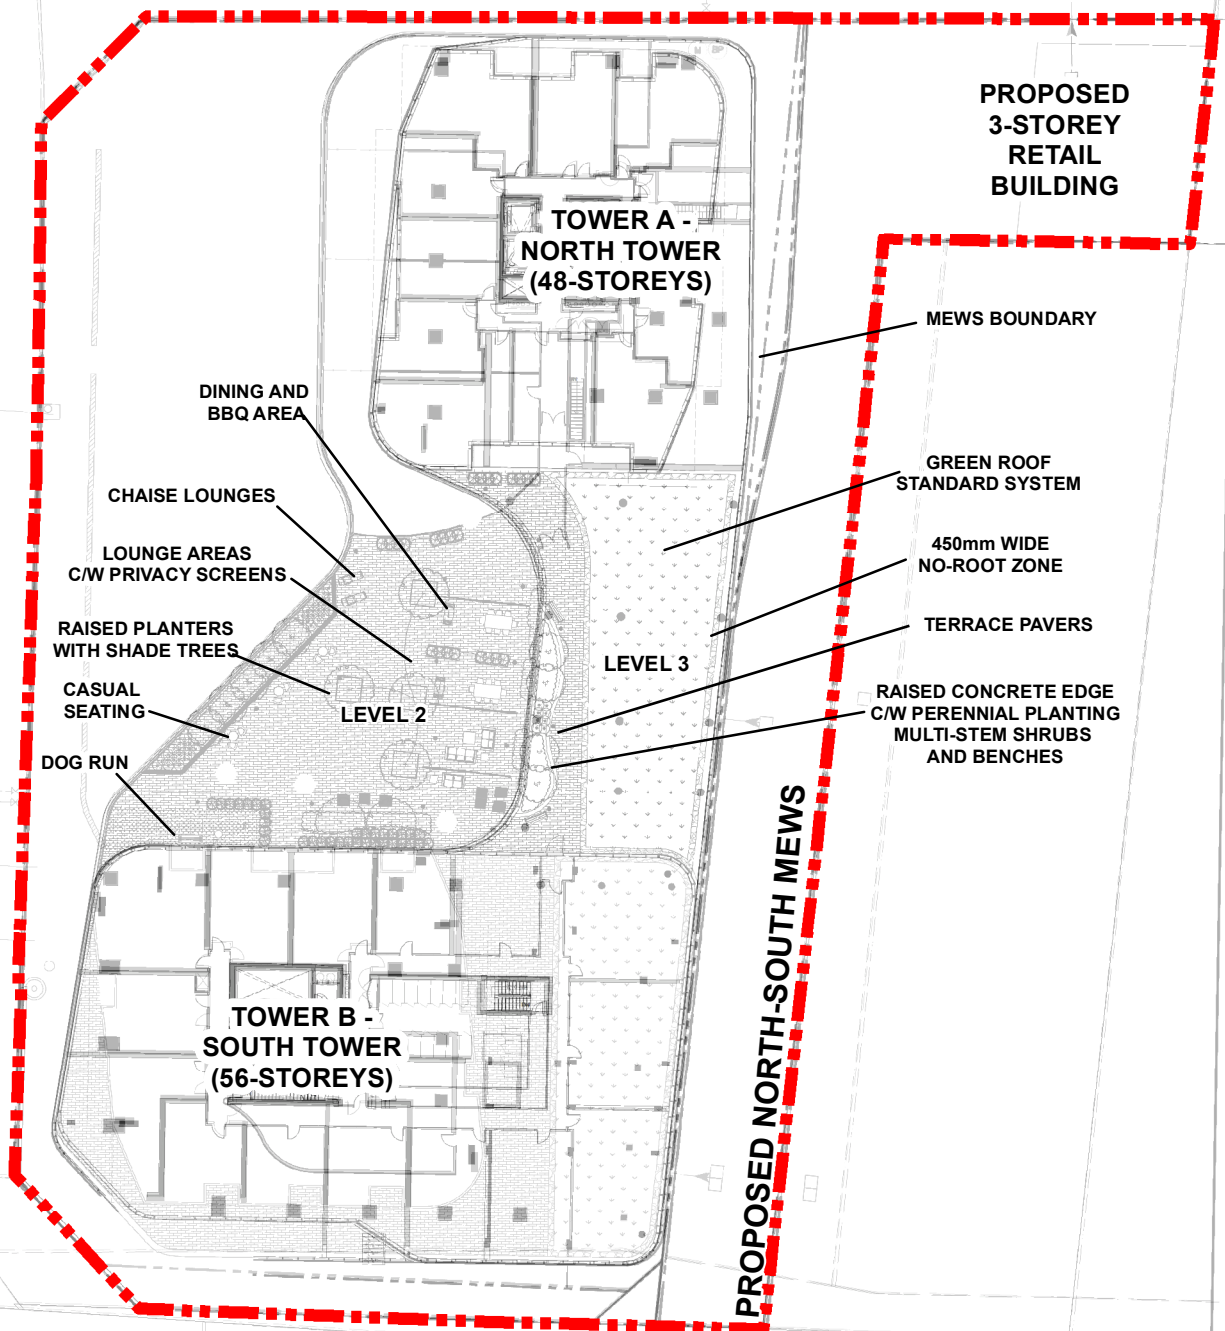 PROPOSED
3-STOREY
RETAIL
BUILDING
M BP
TOWER A -
NORTH TOWER
(48-STOREYS)
MEWS BOUNDARY
DINING AND
BBQ AREA
GREEN ROOF
STANDARD SYSTEM
CHAISE LOUNGES
450mm WIDE
NO-ROOT ZONE
LOUNGE AREAS
C/W PRIVACY SCREENS
RAISED PLANTERS
WITH SHADE TREES
TERRACE PAVERS
LEVEL 3
CASUAL
SEATING
LEVEL 2
RAISED CONCRETE EDGE
C/W PERENNIAL PLANTING
MULTI-STEM SHRUBS
AND BENCHES
DOG RUN
PROPOSED NORTH-SOUTH MEWS
TOWER B -
SOUTH TOWER
(56-STOREYS)